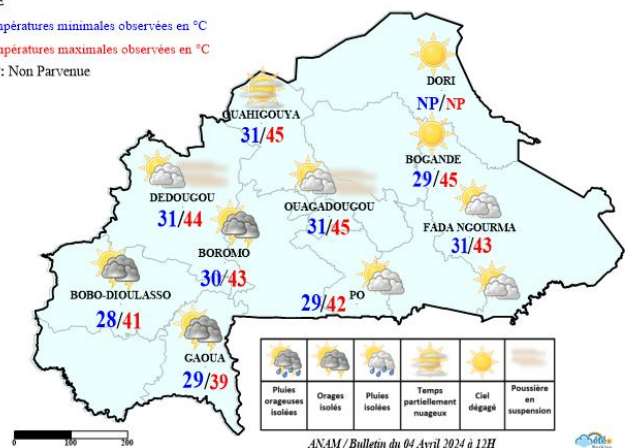 températures minimales observées en °C
températures maximales observées en °C
: Non Parvenue
DORI
NP/NP
OUAHIGOUYA
31/45
BOGANDE
29/45
DEDOUGOU
31/44
OUAGADOUGOU
31/45
FADA NGOURMA
31/43
BOROMO
30/43
BOBO-DIOULASSO
28/41
PO
29/42
GAOUA
29/39
Pluies orageuses isolées
Orages isolés
Pluies isolées
Temps partiellement nuageux
Ciel dégagé
Poussière en suspension
0 100 200
ANAM / Bulletin du 04 Avril 2024 à 12H